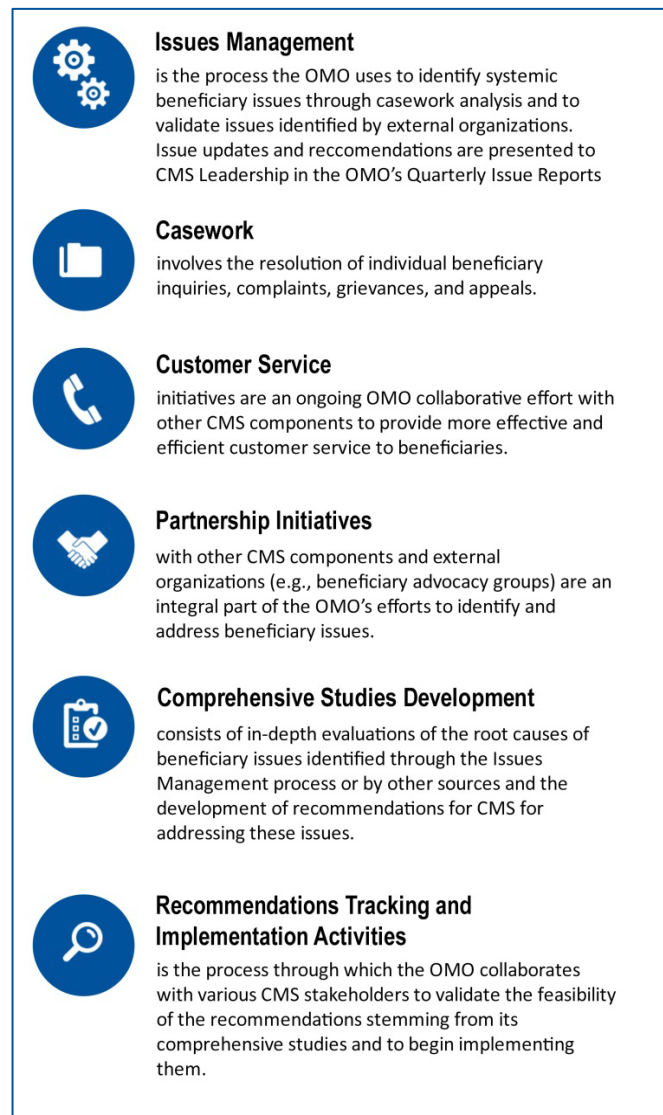 Issues Management
is the process the OMO uses to identify systemic
beneficiary issues through casework analysis and to
validate issues identified by external organizations.
Issue updates and reccomendations are presented to
CMS Leadership in the OMO’s Quarterly Issue Reports
Casework
involves the resolution of individual beneficiary
inquiries, complaints, grievances, and appeals.
Customer Service
initiatives are an ongoing OMO collaborative effort with
other CMS components to provide more effective and
efficient customer service to beneficiaries.
Partnership Initiatives
with other CMS components and external
organizations (e.g., beneficiary advocacy groups) are an
integral part of the OMO’s efforts to identify and
address beneficiary issues.
Comprehensive Studies Development
consists of in-depth evaluations of the root causes of
beneficiary issues identified through the Issues
Management process or by other sources and the
development of recommendations for CMS for
addressing these issues.
Recommendations Tracking and
Implementation Activities
is the process through which the OMO collaborates
with various CMS stakeholders to validate the feasibility
of the recommendations stemming from its
comprehensive studies and to begin implementing
them.